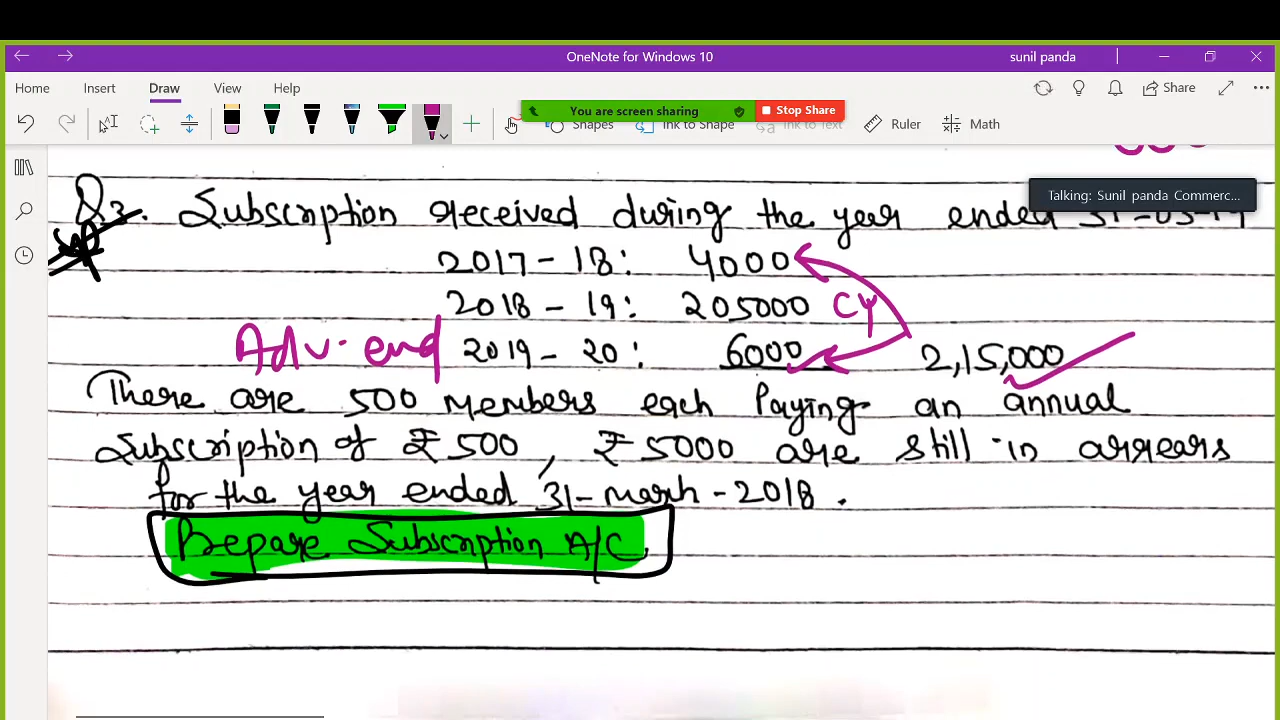 OneNote for Windows 10
sunil panda
Home Insert Draw View Help
You are screen sharing
Stop Share
Share
Shapes
Ink to Shape
Ink to Text
Ruler
Math
Talking: Sunil panda Commerc...
Q3. Subscription received during the year ended 31-03-19
2017-18: 4000
2018-19: 205000 CY
Adv. end 2019-20: 6000 2,15,000
There are 500 members each Paying an annual
Subscription of ₹500, ₹5000 are still in arrears
for the year ended 31-march-2018.
Prepare Subscription A/C